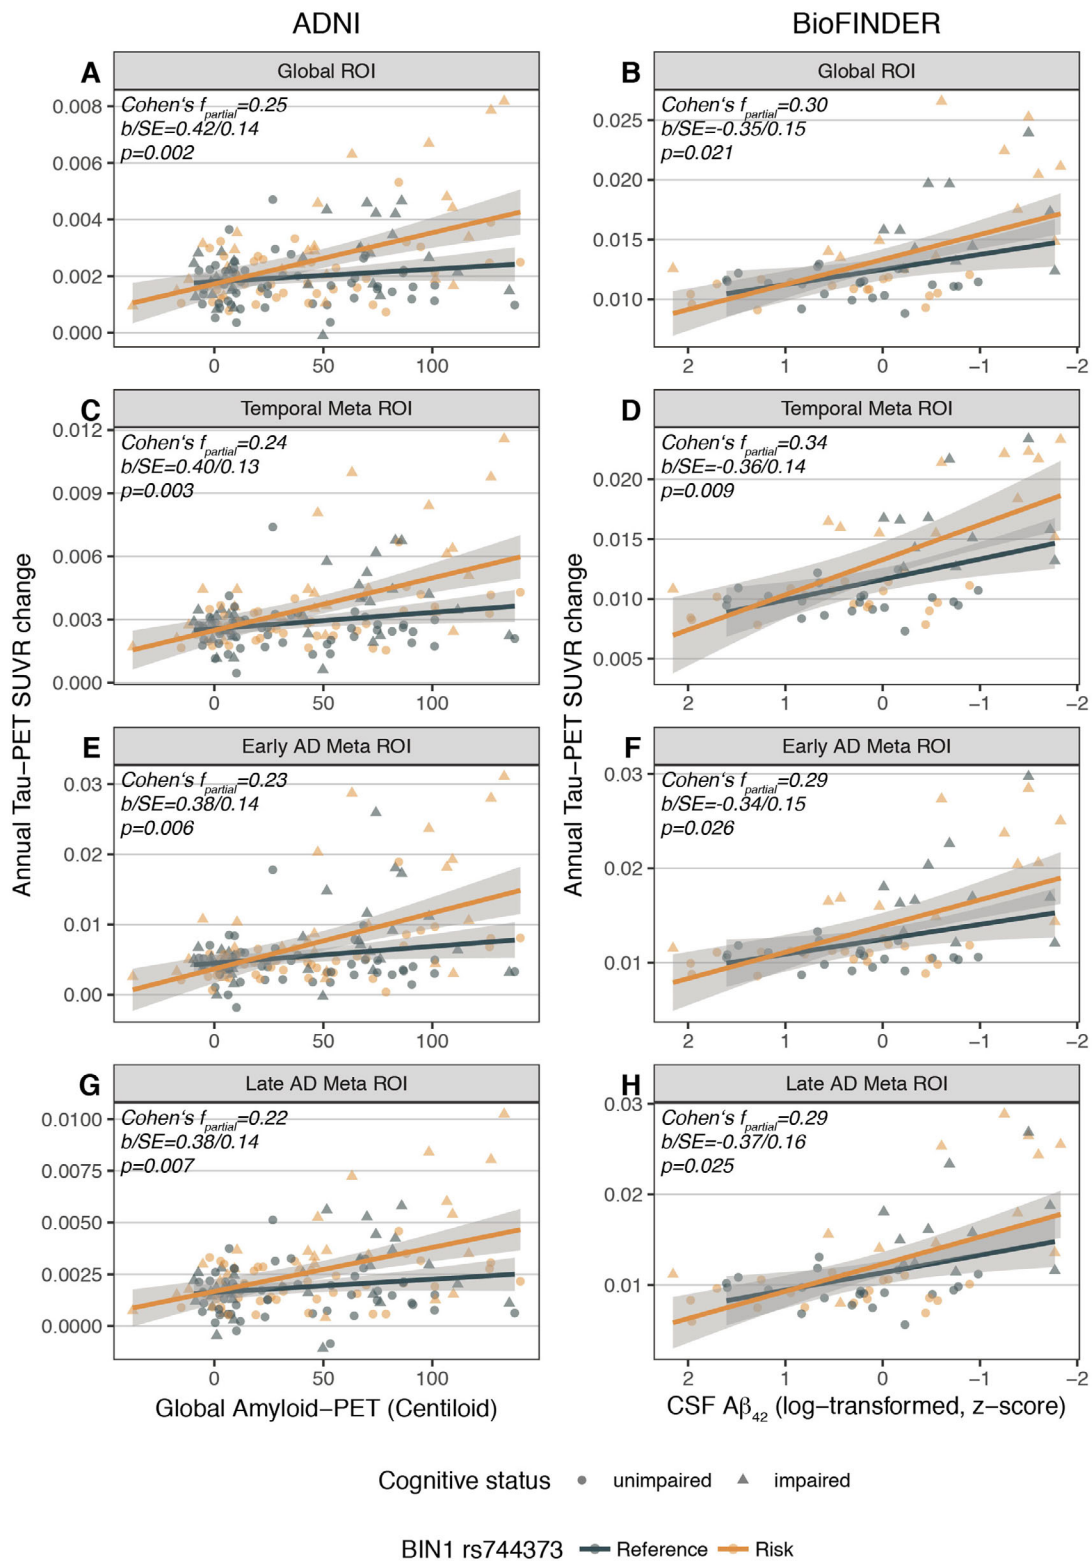 ADNI
BioFINDER
A
Global ROI
Cohen‘s f partial=0.25
b/SE=0.42/0.14
p=0.002
0.008
0.006
0.004
0.002
0.000
0 50 100
B
Global ROI
Cohen‘s f partial=0.30
b/SE=-0.35/0.15
p=0.021
0.025
0.020
0.015
0.010
2 1 0 −1 −2
C
Temporal Meta ROI
Cohen‘s f partial=0.24
b/SE=0.40/0.13
p=0.003
0.012
0.009
0.006
0.003
0.000
0 50 100
D
Temporal Meta ROI
Cohen‘s f partial=0.34
b/SE=-0.36/0.14
p=0.009
0.020
0.015
0.010
0.005
2 1 0 −1 −2
Annual Tau−PET SUVR change
Annual Tau−PET SUVR change
E
Early AD Meta ROI
Cohen‘s f partial=0.23
b/SE=0.38/0.14
p=0.006
0.03
0.02
0.01
0.00
0 50 100
F
Early AD Meta ROI
Cohen‘s f partial=0.29
b/SE=-0.34/0.15
p=0.026
0.03
0.02
0.01
2 1 0 −1 −2
G
Late AD Meta ROI
Cohen‘s f partial=0.22
b/SE=0.38/0.14
p=0.007
0.0100
0.0075
0.0050
0.0025
0.0000
0 50 100
Global Amyloid−PET (Centiloid)
H
Late AD Meta ROI
Cohen‘s f partial=0.29
b/SE=-0.37/0.16
p=0.025
0.03
0.02
0.01
2 1 0 −1 −2
CSF Aβ42 (log−transformed, z−score)
Cognitive status unimpaired impaired
BIN1 rs744373 Reference Risk